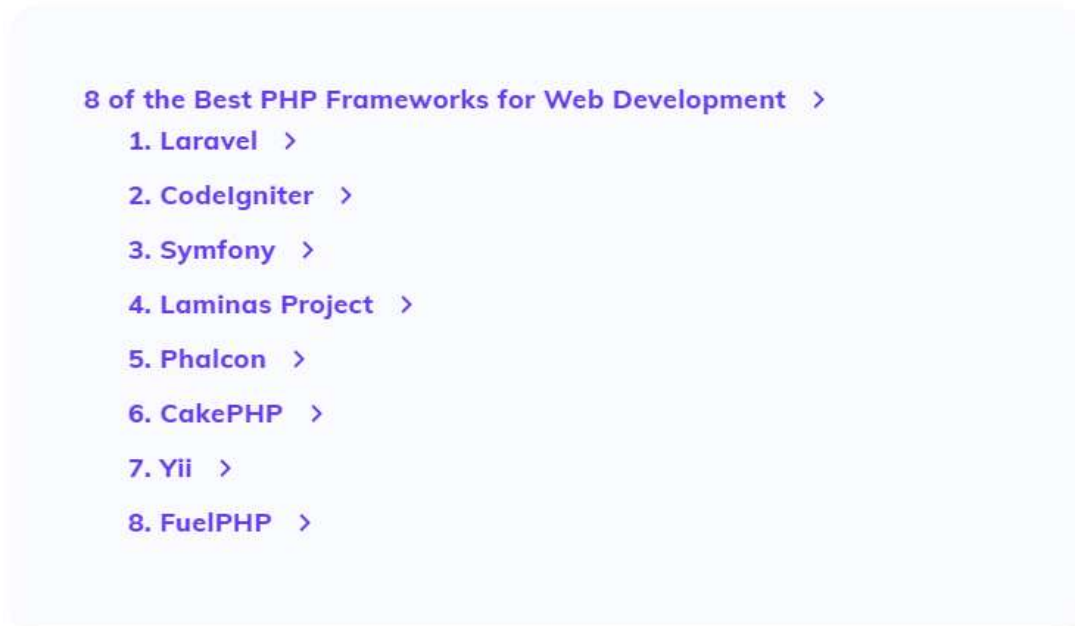 8 of the Best PHP Frameworks for Web Development
1. Laravel
2. CodeIgniter
3. Symfony
4. Laminas Project
5. Phalcon
6. CakePHP
7. Yii
8. FuelPHP